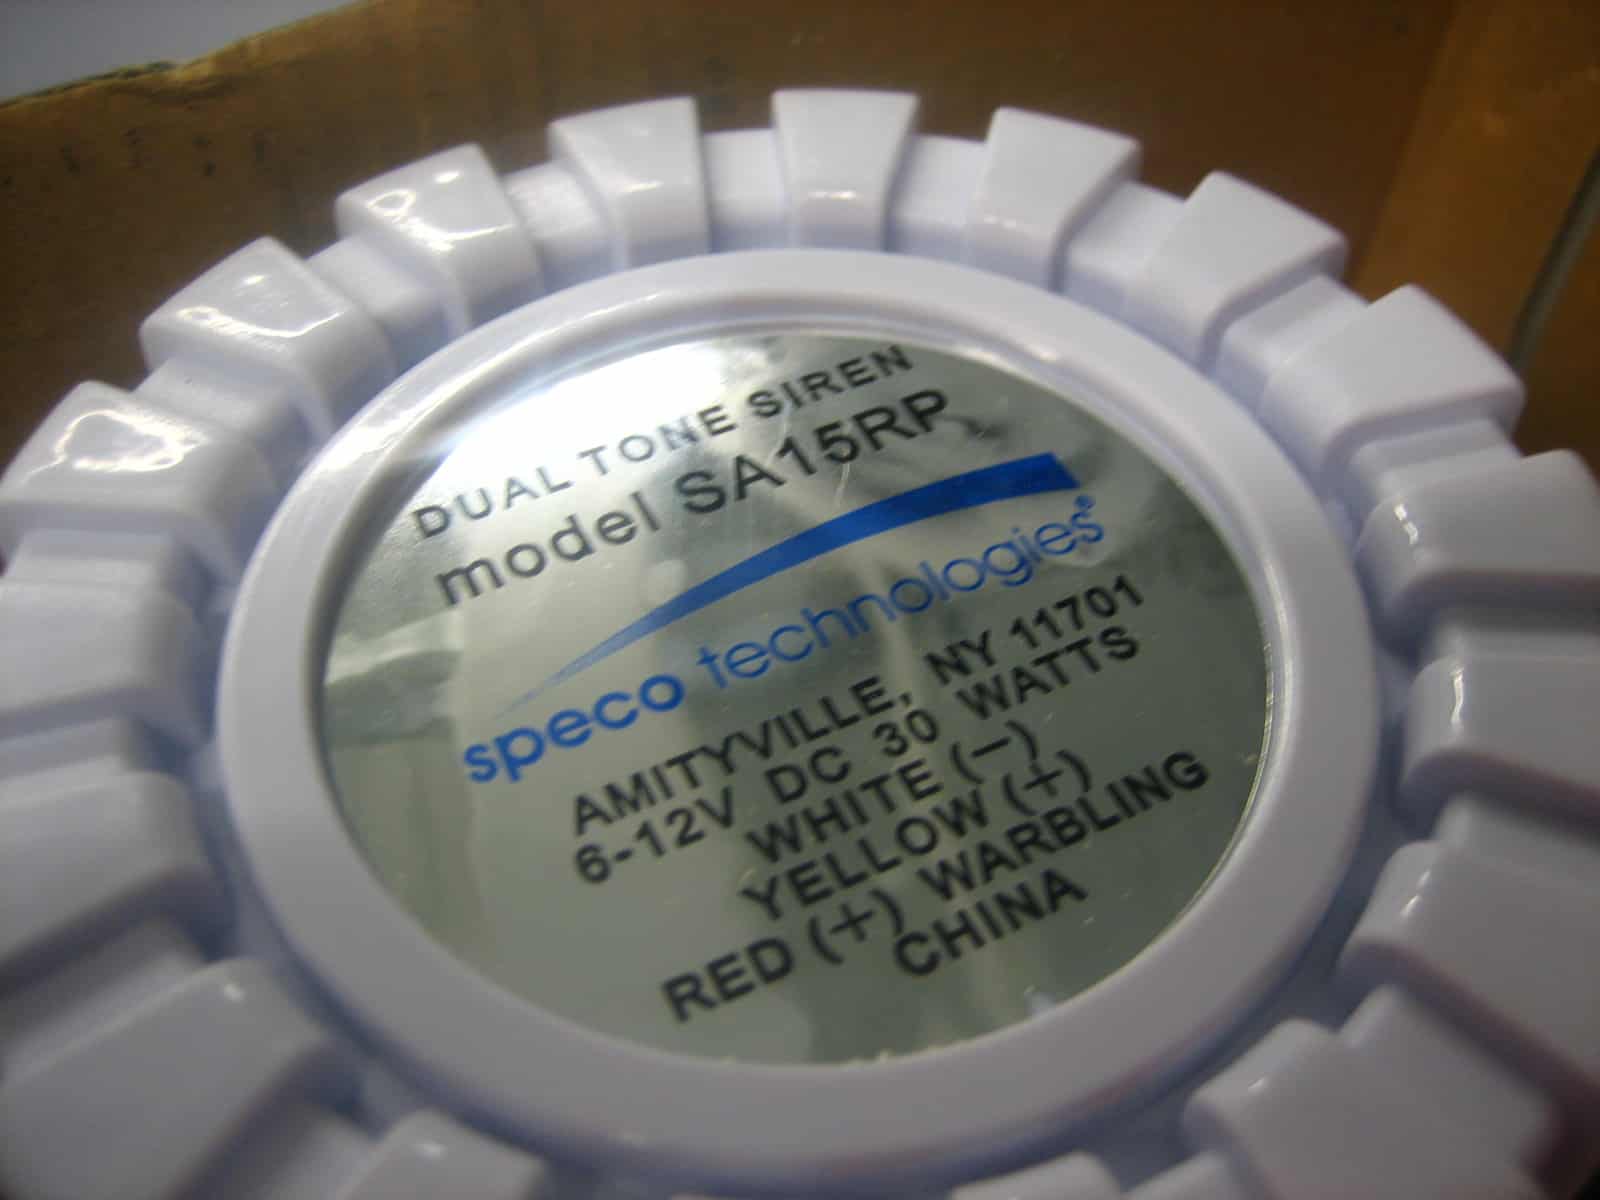 DUAL TONE SIREN
model SA15RP
speco technologies®
AMITYVILLE, NY 11701
6-12V DC 30 WATTS
WHITE (−)
YELLOW (+)
RED (+) WARBLING
CHINA